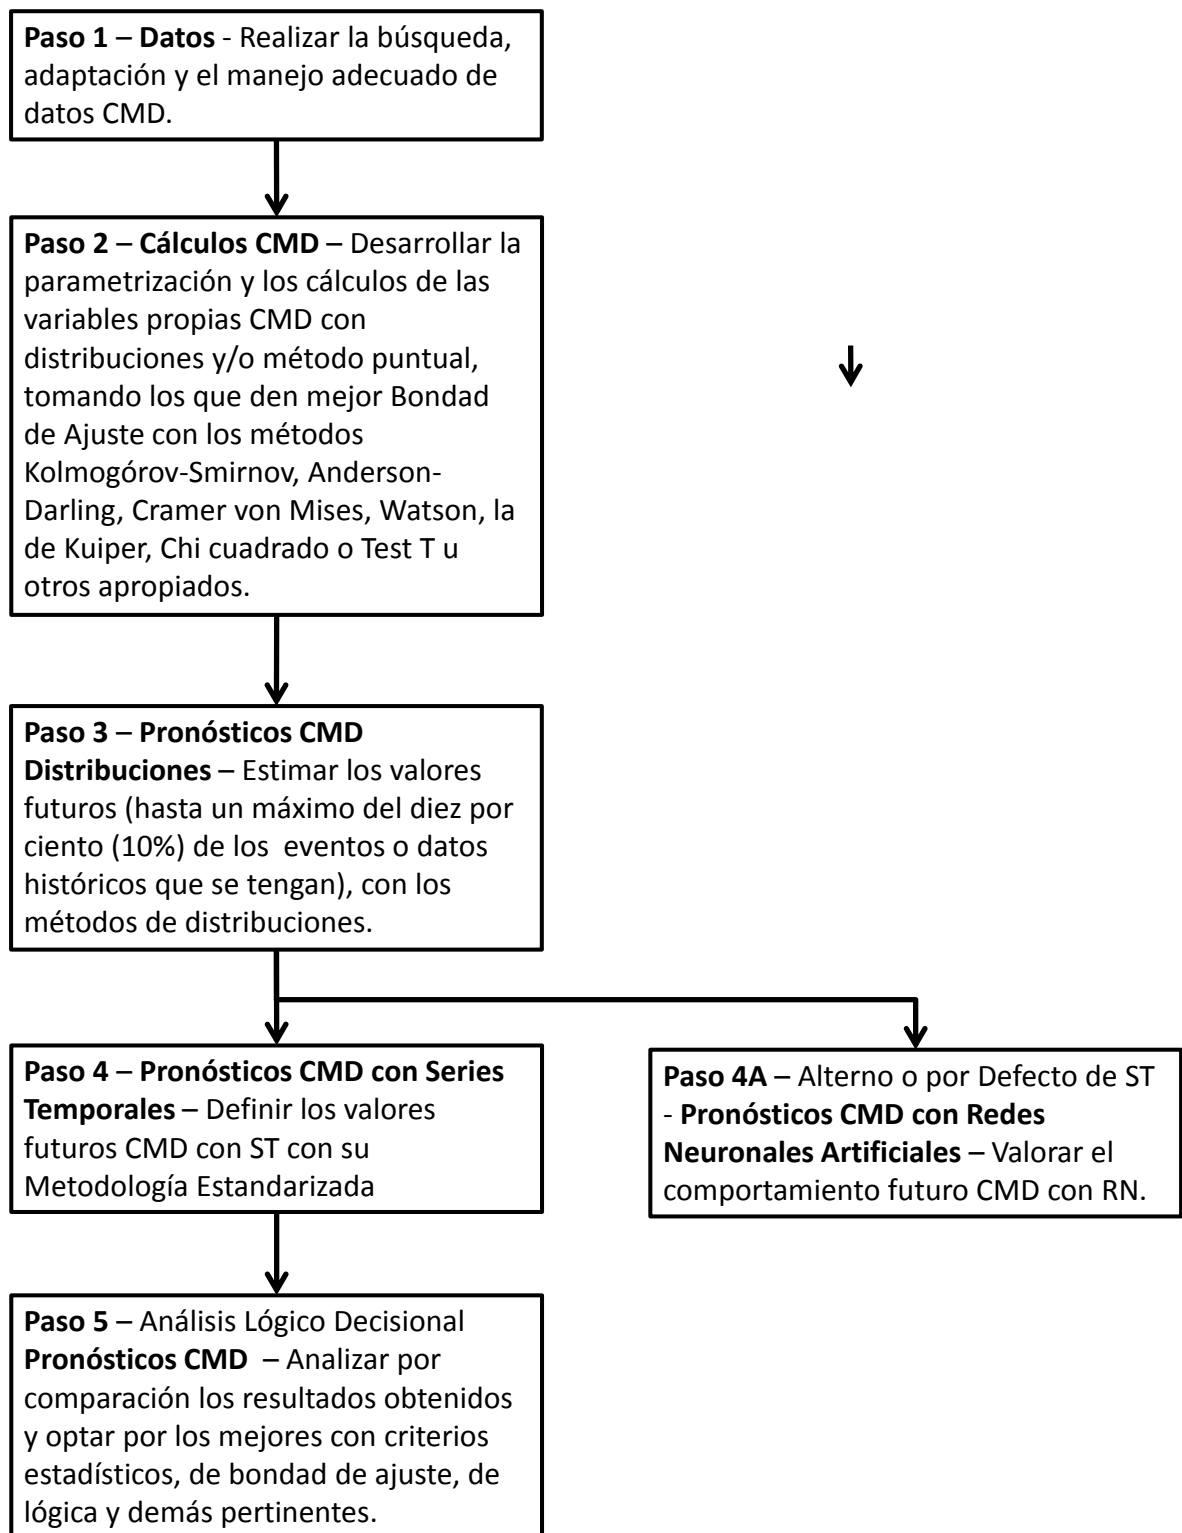 Paso 1 – Datos - Realizar la búsqueda,
adaptación y el manejo adecuado de
datos CMD.
Paso 2 – Cálculos CMD – Desarrollar la
parametrización y los cálculos de las
variables propias CMD con
distribuciones y/o método puntual,
tomando los que den mejor Bondad
de Ajuste con los métodos
Kolmogórov-Smirnov, Anderson-
Darling, Cramer von Mises, Watson, la
de Kuiper, Chi cuadrado o Test T u
otros apropiados.
Paso 3 – Pronósticos CMD
Distribuciones – Estimar los valores
futuros (hasta un máximo del diez por
ciento (10%) de los eventos o datos
históricos que se tengan), con los
métodos de distribuciones.
Paso 4 – Pronósticos CMD con Series
Temporales – Definir los valores
futuros CMD con ST con su
Metodología Estandarizada
Paso 4A – Alterno o por Defecto de ST
- Pronósticos CMD con Redes
Neuronales Artificiales – Valorar el
comportamiento futuro CMD con RN.
Paso 5 – Análisis Lógico Decisional
Pronósticos CMD – Analizar por
comparación los resultados obtenidos
y optar por los mejores con criterios
estadísticos, de bondad de ajuste, de
lógica y demás pertinentes.